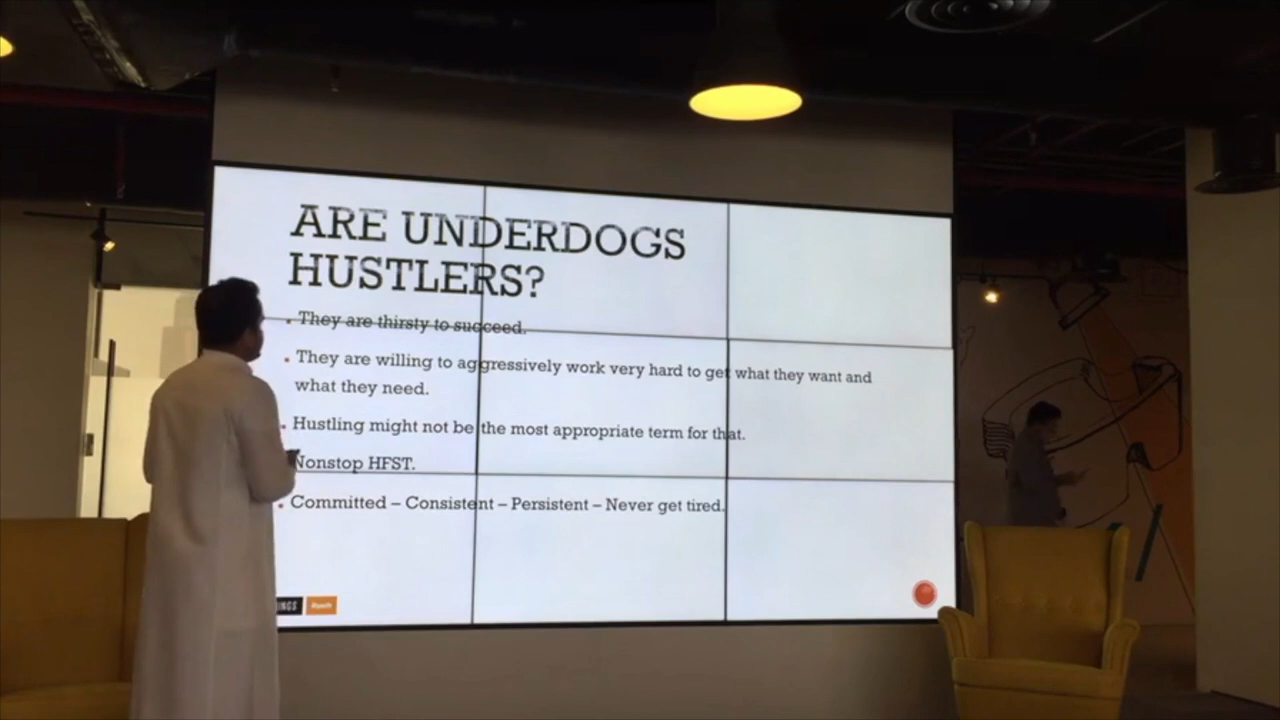 ARE UNDERDOGS
HUSTLERS?
They are thirsty to succeed.
They are willing to aggressively work very hard to get what they want and
what they need.
Hustling might not be the most appropriate term for that.
Nonstop HFST.
Committed – Consistent – Persistent – Never get tired.